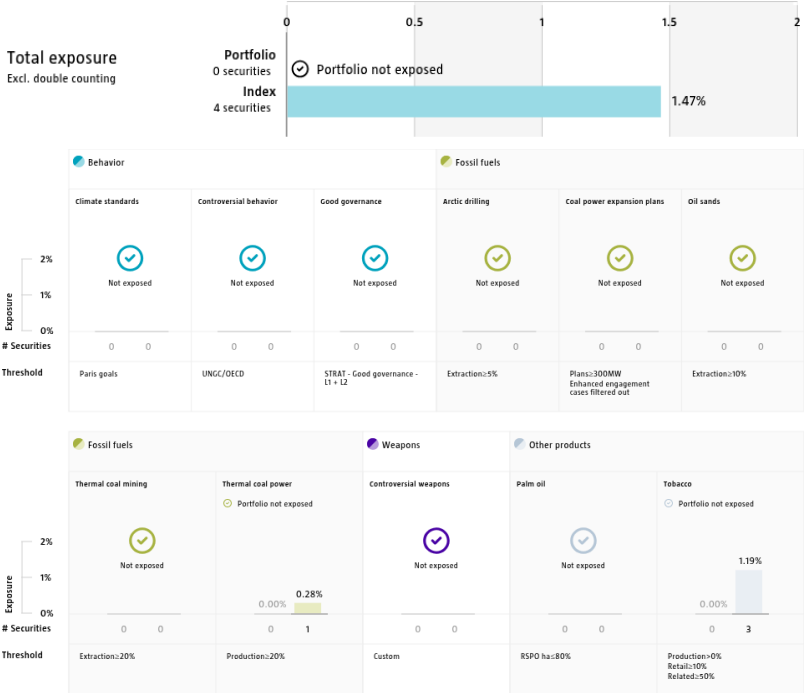 0 0.5 1 1.5 2
Total exposure
Excl. double counting
Portfolio
0 securities
Portfolio not exposed
Index
4 securities
1.47%
Behavior
Fossil fuels
Climate standards
Controversial behavior
Good governance
Arctic drilling
Coal power expansion plans
Oil sands
Exposure
2%
1%
0%
Not exposed
Not exposed
Not exposed
Not exposed
Not exposed
Not exposed
# Securities
0 0
0 0
0 0
0 0
0 0
0 0
Threshold
Paris goals
UNGC/OECD
STRAT - Good governance -
L1 + L2
Extraction≥5%
Plans≥300MW
Enhanced engagement
cases filtered out
Extraction≥10%
Fossil fuels
Weapons
Other products
Thermal coal mining
Thermal coal power
Controversial weapons
Palm oil
Tobacco
Portfolio not exposed
Portfolio not exposed
Exposure
2%
1%
0%
Not exposed
0.00%
0.28%
Not exposed
Not exposed
0.00%
1.19%
# Securities
0 0
0 1
0 0
0 0
0 3
Threshold
Extraction≥20%
Production≥20%
Custom
RSPO ha≤80%
Production>0%
Retail≥10%
Related≥50%